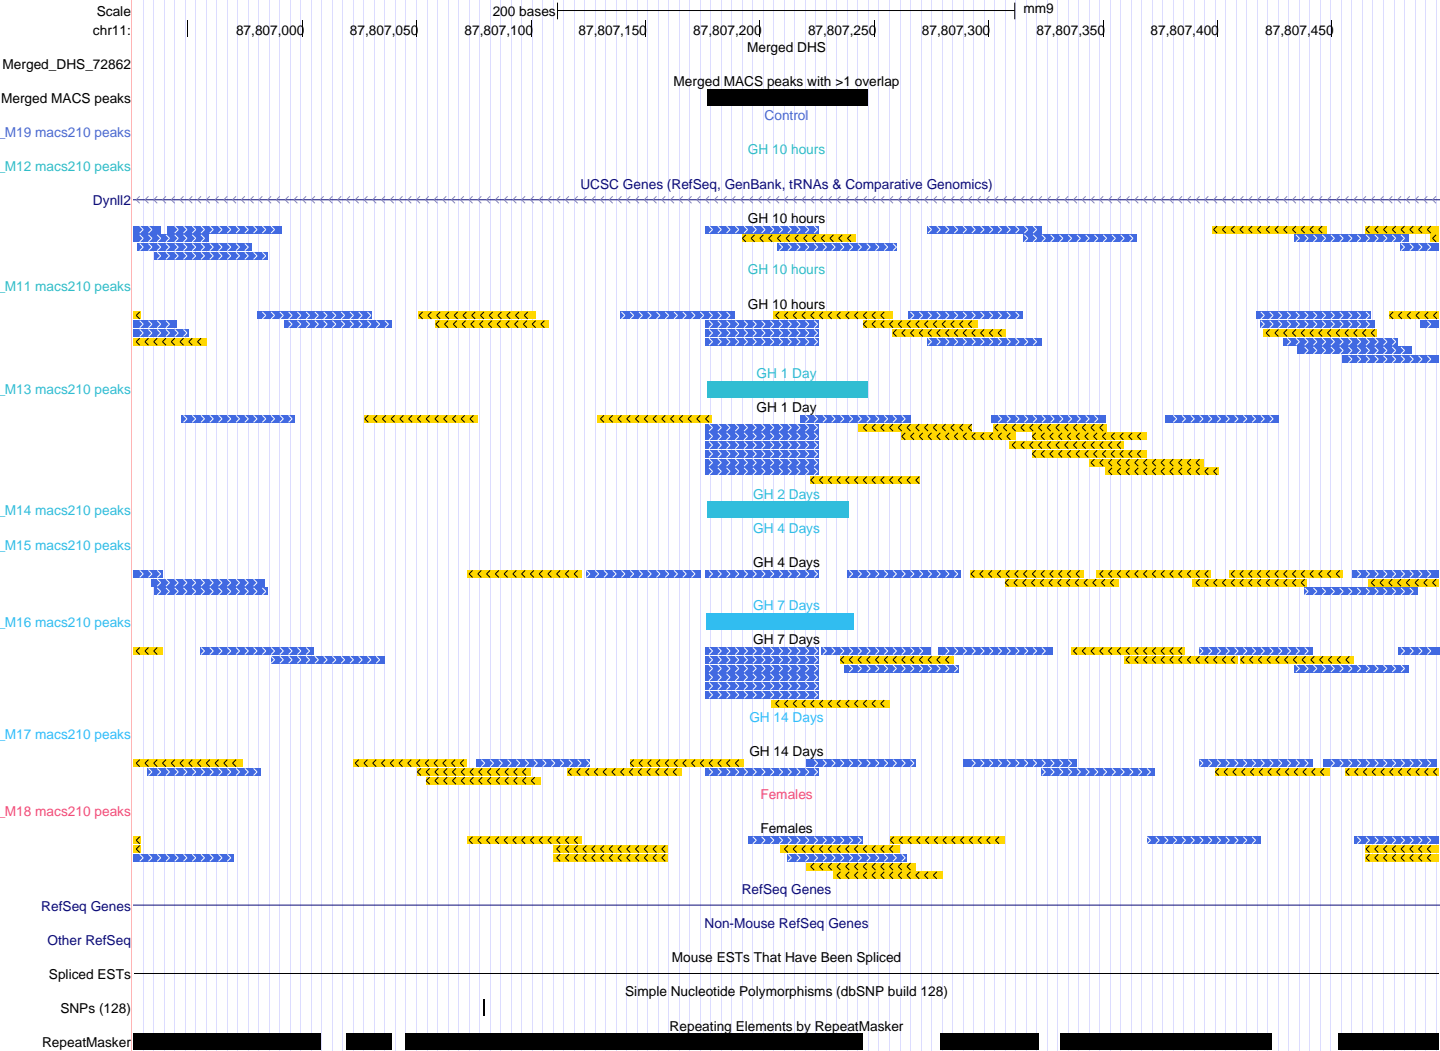 Scale 200 bases mm9
chr11: 87,807,000 87,807,050 87,807,100 87,807,150 87,807,200 87,807,250 87,807,300 87,807,350 87,807,400 87,807,450
Merged DHS
Merged_DHS_72862
Merged MACS peaks with >1 overlap
Merged MACS peaks
Control
_M19 macs210 peaks
GH 10 hours
_M12 macs210 peaks
UCSC Genes (RefSeq, GenBank, tRNAs & Comparative Genomics)
Dynll2
GH 10 hours
GH 10 hours
_M11 macs210 peaks
GH 10 hours
GH 1 Day
_M13 macs210 peaks
GH 1 Day
GH 2 Days
_M14 macs210 peaks
GH 4 Days
_M15 macs210 peaks
GH 4 Days
GH 7 Days
_M16 macs210 peaks
GH 7 Days
GH 14 Days
_M17 macs210 peaks
GH 14 Days
Females
_M18 macs210 peaks
Females
RefSeq Genes
RefSeq Genes
Non-Mouse RefSeq Genes
Other RefSeq
Mouse ESTs That Have Been Spliced
Spliced ESTs
Simple Nucleotide Polymorphisms (dbSNP build 128)
SNPs (128)
Repeating Elements by RepeatMasker
RepeatMasker